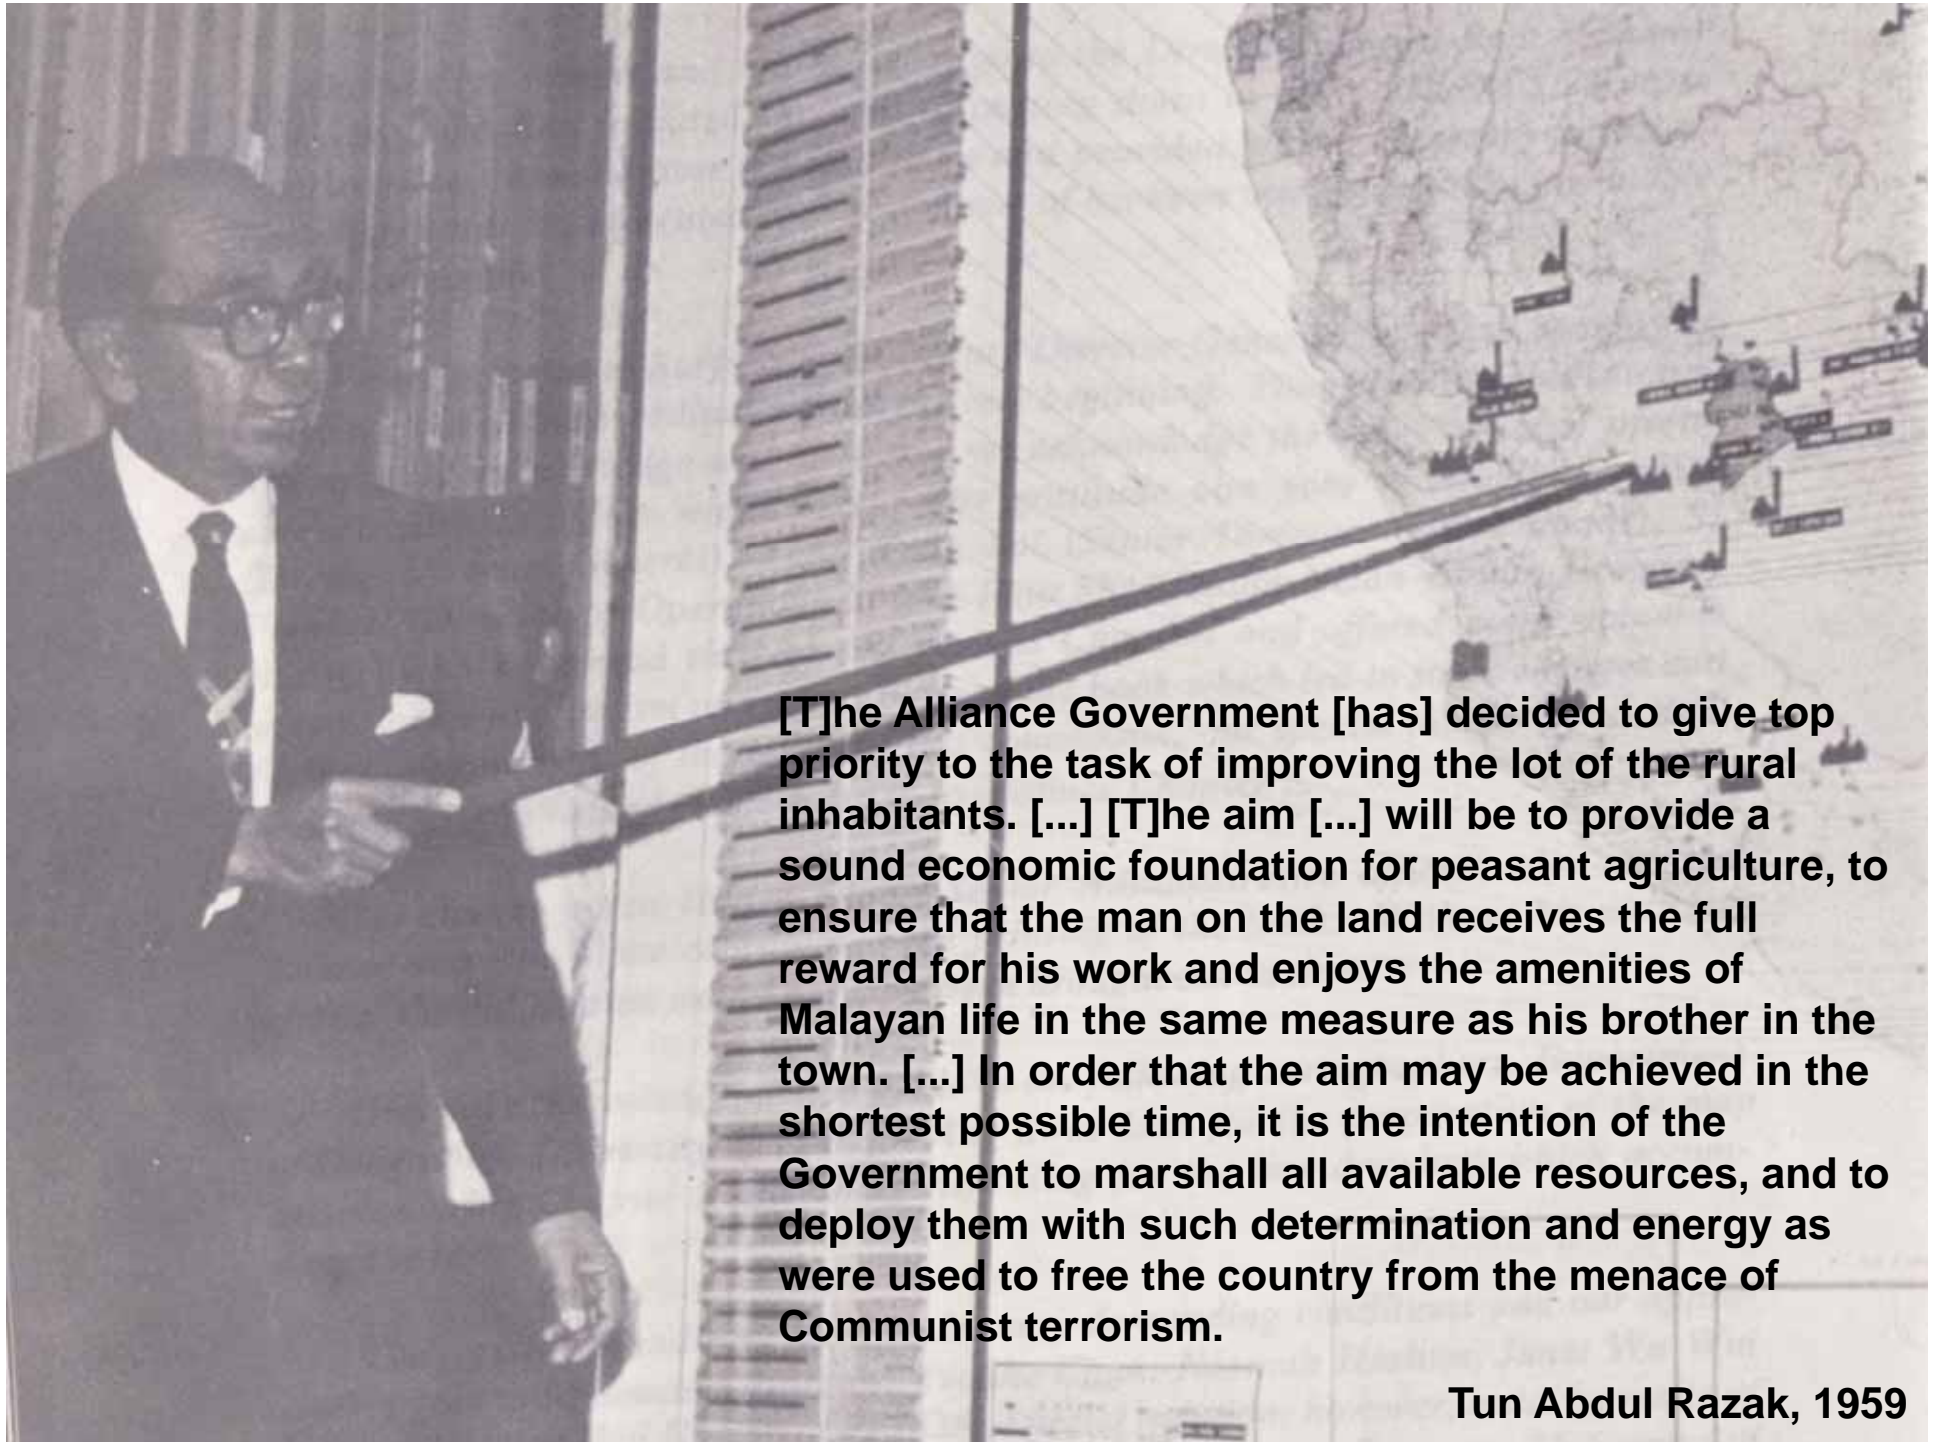 [T]he Alliance Government [has] decided to give top
priority to the task of improving the lot of the rural
inhabitants. [...] [T]he aim [...] will be to provide a
sound economic foundation for peasant agriculture, to
ensure that the man on the land receives the full
reward for his work and enjoys the amenities of
Malayan life in the same measure as his brother in the
town. [...] In order that the aim may be achieved in the
shortest possible time, it is the intention of the
Government to marshall all available resources, and to
deploy them with such determination and energy as
were used to free the country from the menace of
Communist terrorism.
Tun Abdul Razak, 1959